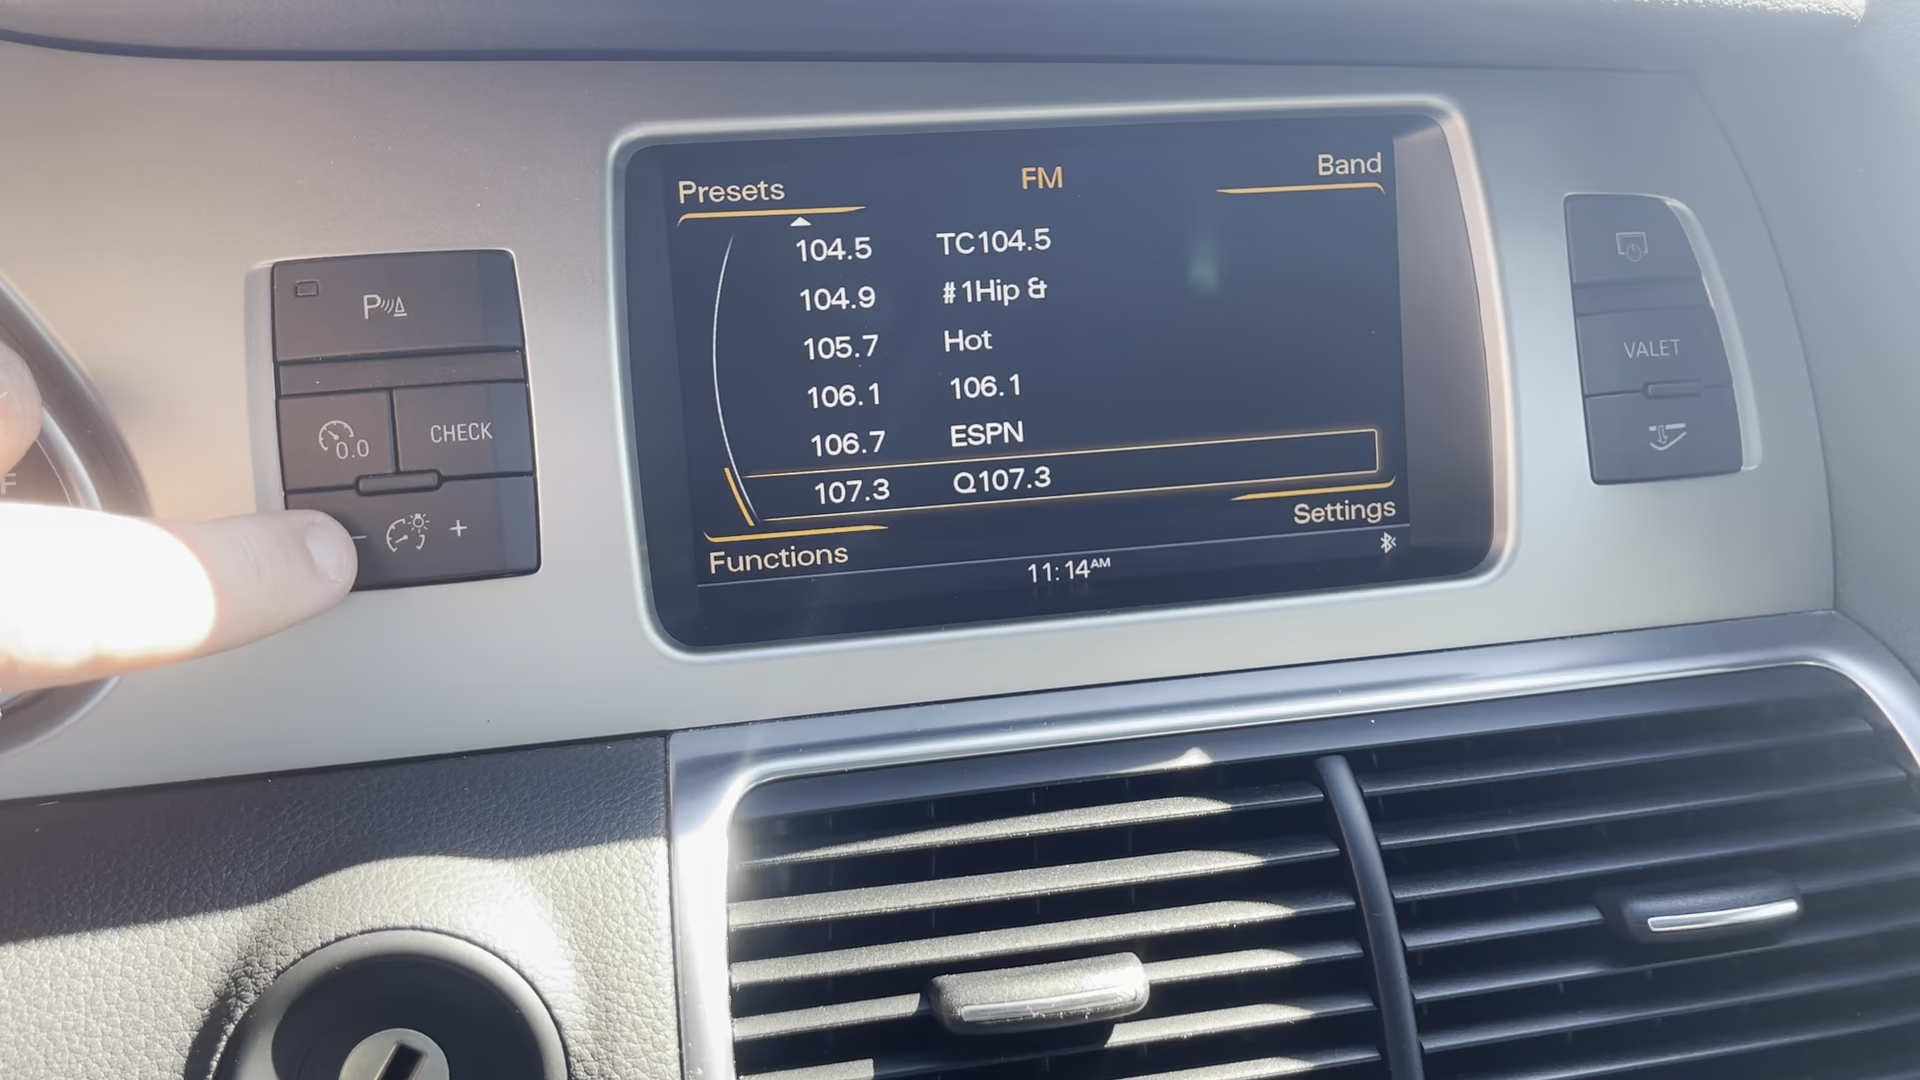 Presets FM Band
104.5 TC104.5
104.9 #1Hip &
105.7 Hot
106.1 106.1
106.7 ESPN
107.3 Q107.3
Functions Settings
11:14AM
P
0.0 CHECK
- +
VALET
F